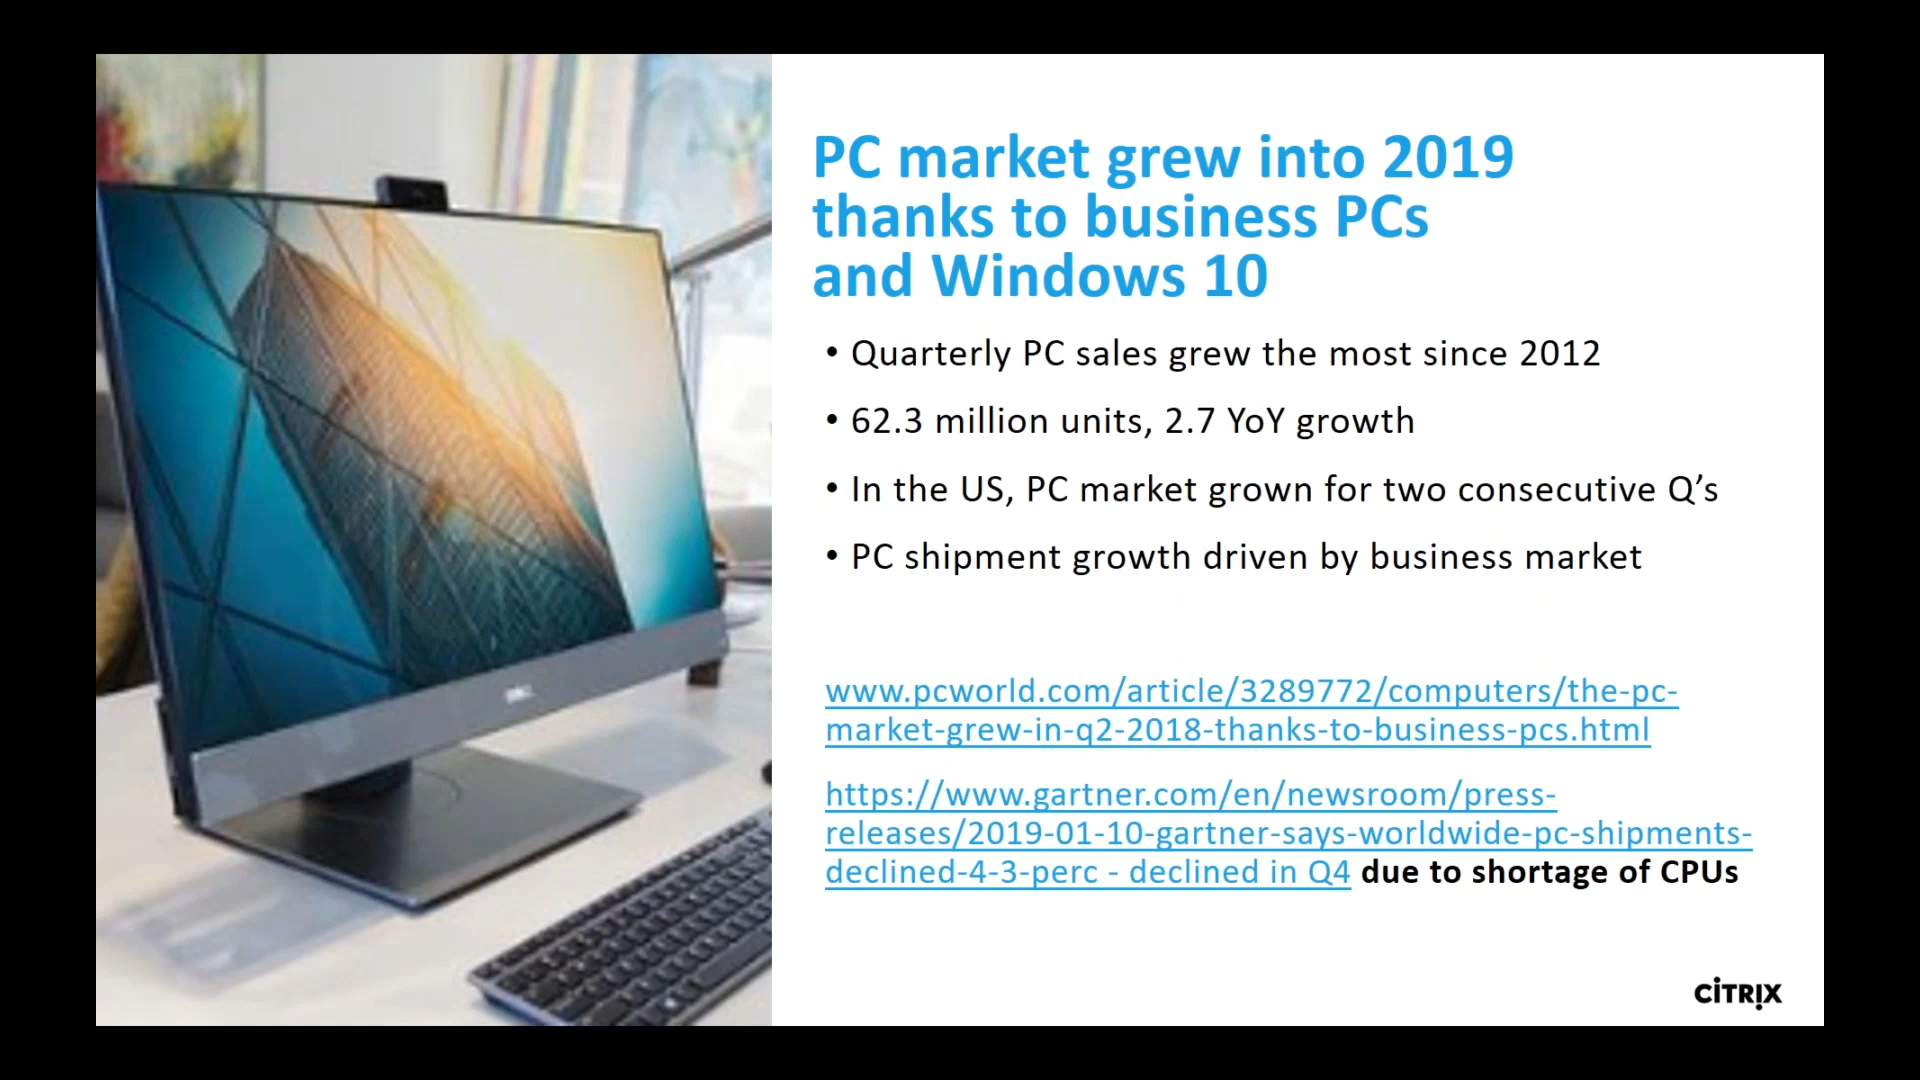 PC market grew into 2019
thanks to business PCs
and Windows 10
• Quarterly PC sales grew the most since 2012
• 62.3 million units, 2.7 YoY growth
• In the US, PC market grown for two consecutive Q’s
• PC shipment growth driven by business market
www.pcworld.com/article/3289772/computers/the-pc-
market-grew-in-q2-2018-thanks-to-business-pcs.html
https://www.gartner.com/en/newsroom/press-
releases/2019-01-10-gartner-says-worldwide-pc-shipments-
declined-4-3-perc - declined in Q4 due to shortage of CPUs
CITRIX